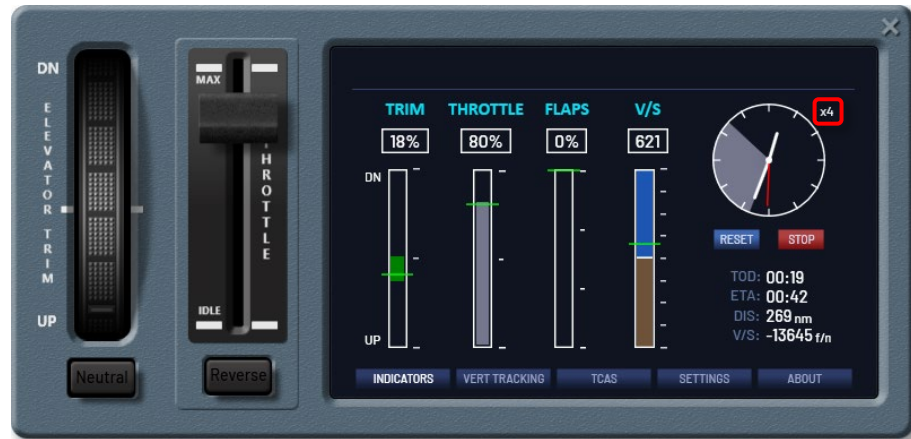 DN
ELEVATOR TRIM
UP
Neutral
MAX
THROTTLE
IDLE
Reverse
TRIM THROTTLE FLAPS V/S
18% 80% 0% 621
DN
UP
x4
RESET STOP
TOD: 00:19
ETA: 00:42
DIS: 269 nm
V/S: -13645 f/n
INDICATORS VERT TRACKING TCAS SETTINGS ABOUT